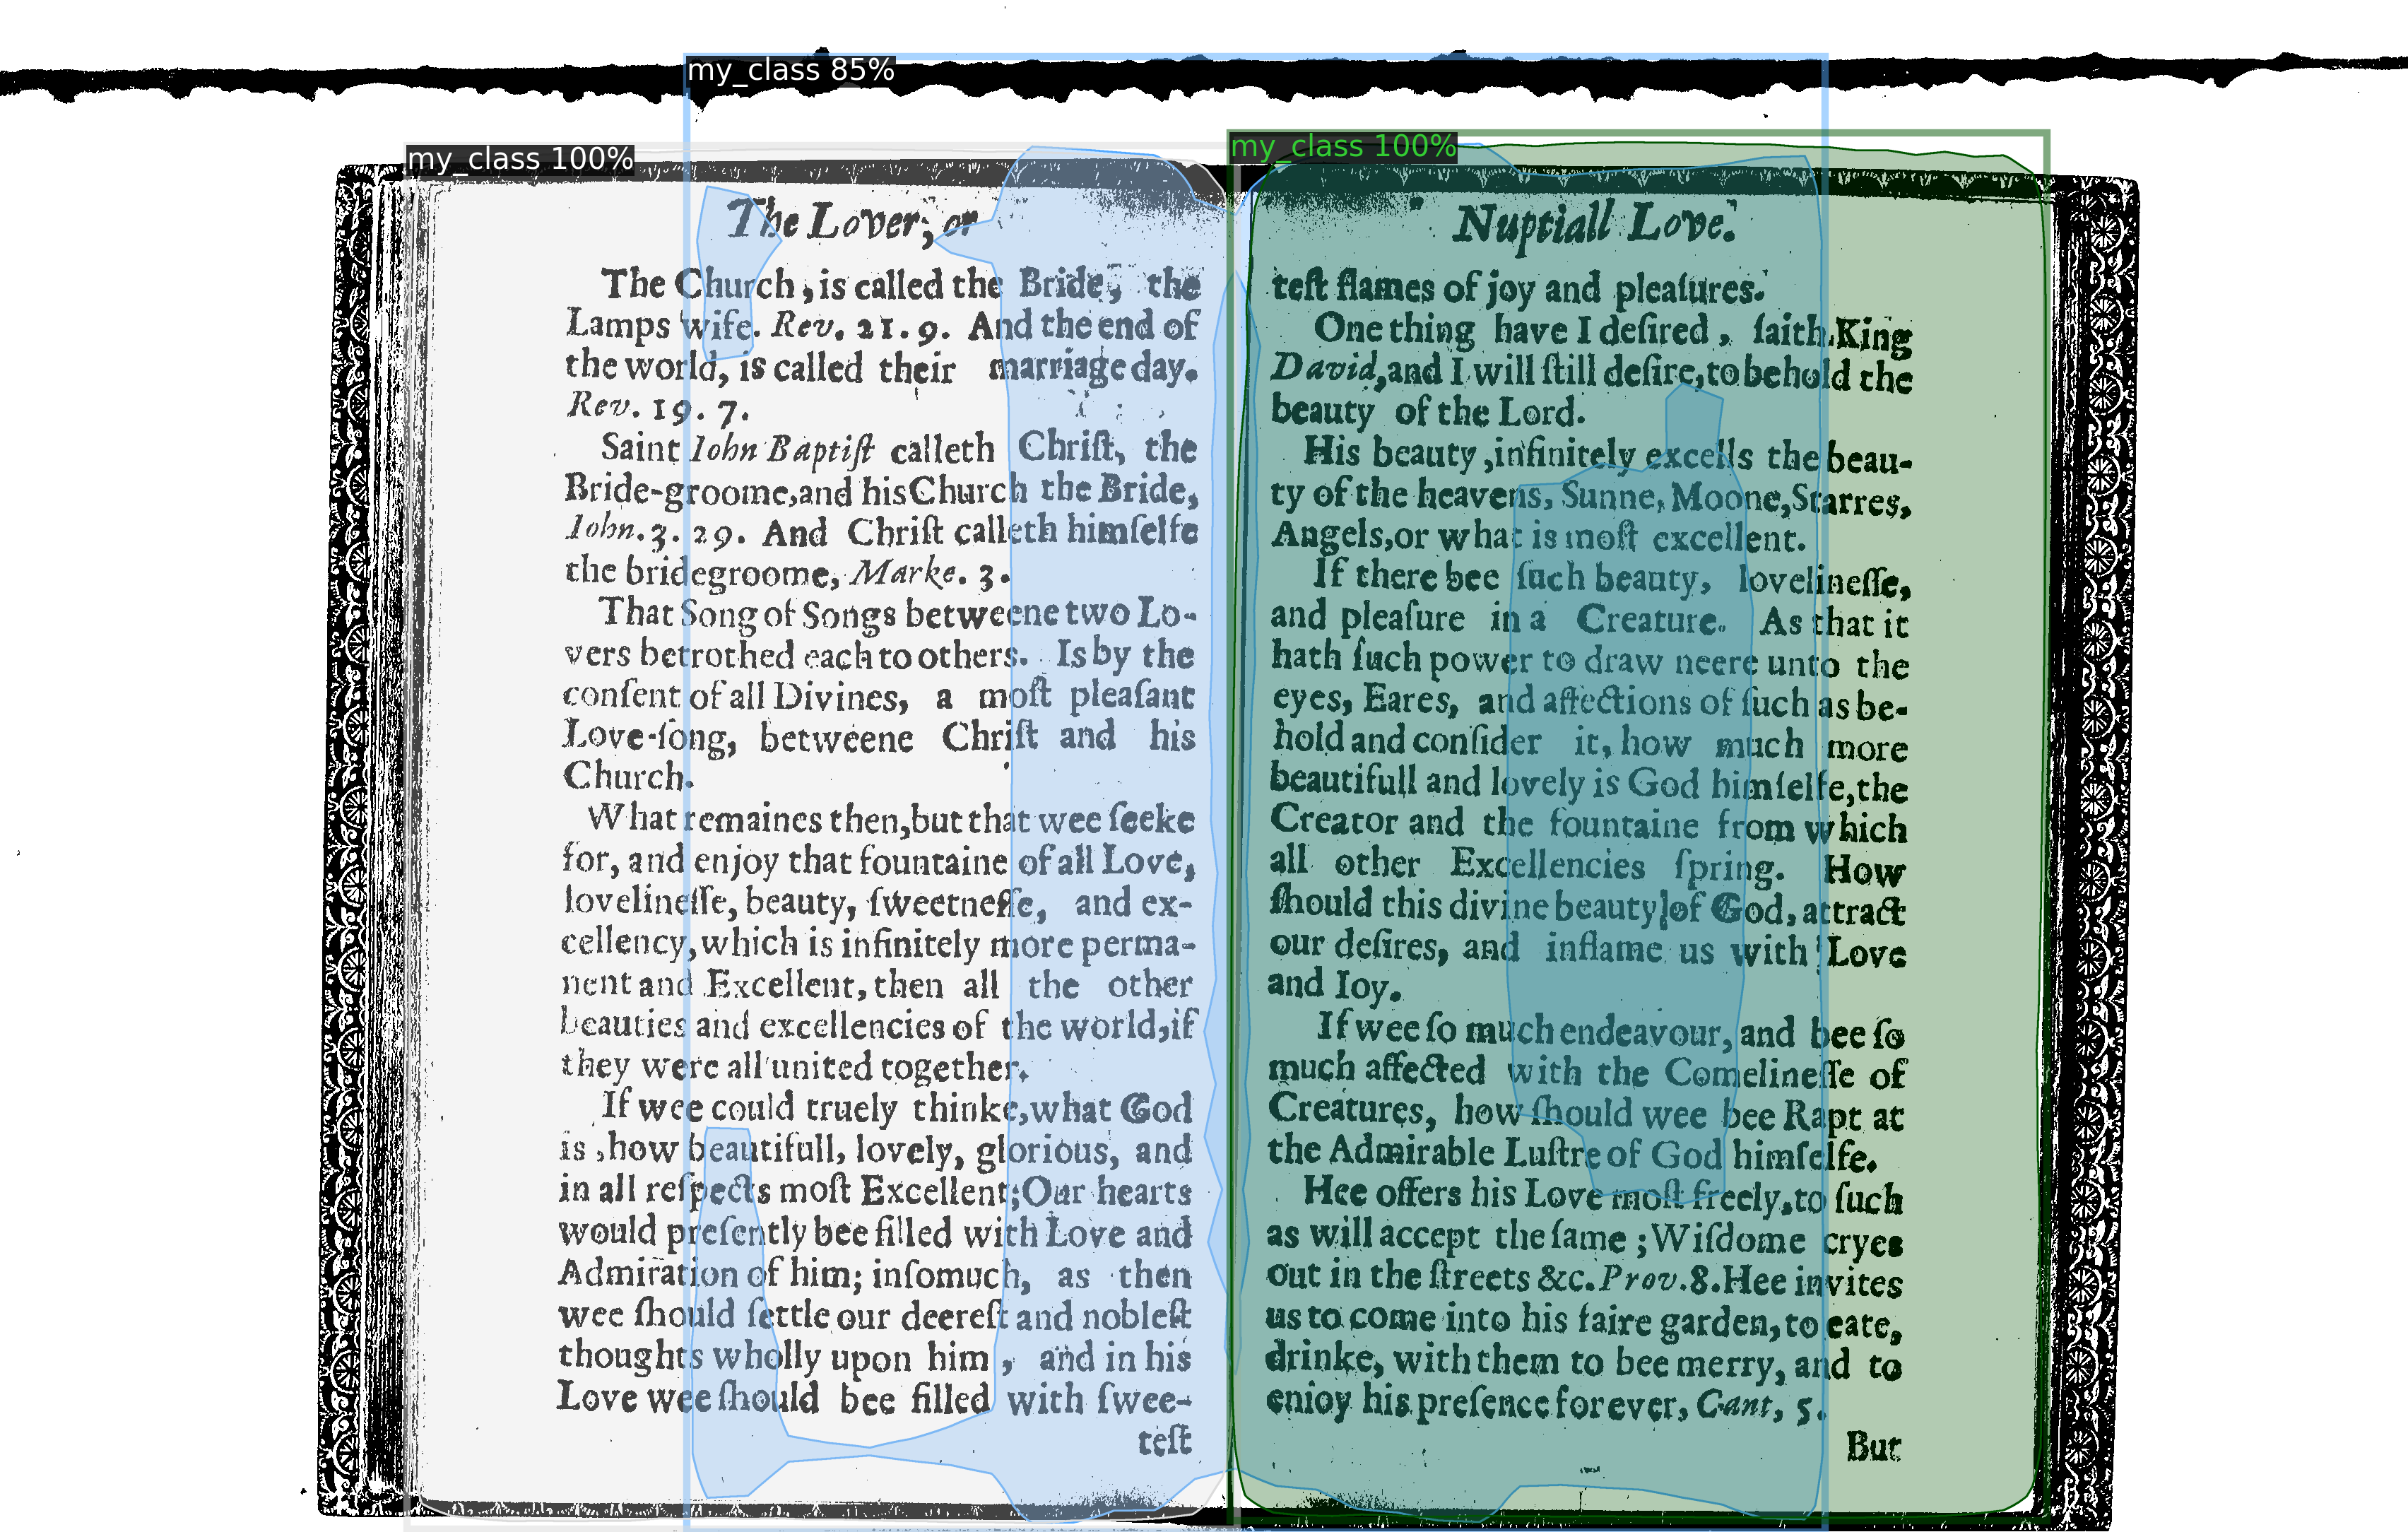 my_class 85%
my_class 100%
my_class 100%
The Lover; or
The Church, is called the Bride, the
Lamps wife. Rev. 21. 9. And the end of
the world, is called their marriage day.
Rev. 19. 7.
Saint Iohn Baptiſt calleth Chriſt, the
Bride-groome, and his Church the Bride,
Iohn. 3. 29. And Chriſt calleth himſelfe
the bridegroome, Marke. 3.
That Song of Songs betweene two Lo-
vers betrothed each to others. Is by the
conſent of all Divines, a moſt pleaſant
Love-ſong, betweene Chriſt and his
Church.
What remaines then, but that wee ſeeke
for, and enjoy that fountaine of all Love,
lovelineſſe, beauty, ſweetneſſe, and ex-
cellency, which is infinitely more perma-
nent and Excellent, then all the other
beauties and excellencies of the world, if
they were all united together.
If wee could truely thinke, what God
is, how beautifull, lovely, glorious, and
in all reſpects moſt Excellent; Our hearts
would preſently bee filled with Love and
Admiration of him; inſomuch, as then
wee ſhould ſettle our deereſt and nobleſt
thoughts wholly upon him, and in his
Love wee ſhould bee filled with ſwee-
teſt
Nuptiall Love.
teſt flames of joy and pleaſures.
One thing have I deſired, ſaith King
David, and I will ſtill deſire, to behold the
beauty of the Lord.
His beauty, infinitely excells the beau-
ty of the heavens, Sunne, Moone, Starres,
Angels, or what is moſt excellent.
If there bee ſuch beauty, lovelineſſe,
and pleaſure in a Creature. As that it
hath ſuch power to draw neere unto the
eyes, Eares, and affections of ſuch as be-
hold and conſider it, how much more
beautifull and lovely is God himſelfe, the
Creator and the fountaine from which
all other Excellencies ſpring. How
ſhould this divine beauty of God, attract
our deſires, and inflame us with Love
and Ioy.
If wee ſo much endeavour, and bee ſo
much affected with the Comelineſſe of
Creatures, how ſhould wee bee Rapt at
the Admirable Luſtre of God himſelfe.
Hee offers his Love moſt freely, to ſuch
as will accept the ſame; Wiſdome cryes
out in the ſtreets &c. Prov. 8. Hee invites
us to come into his faire garden, to eate,
drinke, with them to bee merry, and to
enioy his preſence for ever, Cant, 5.
But